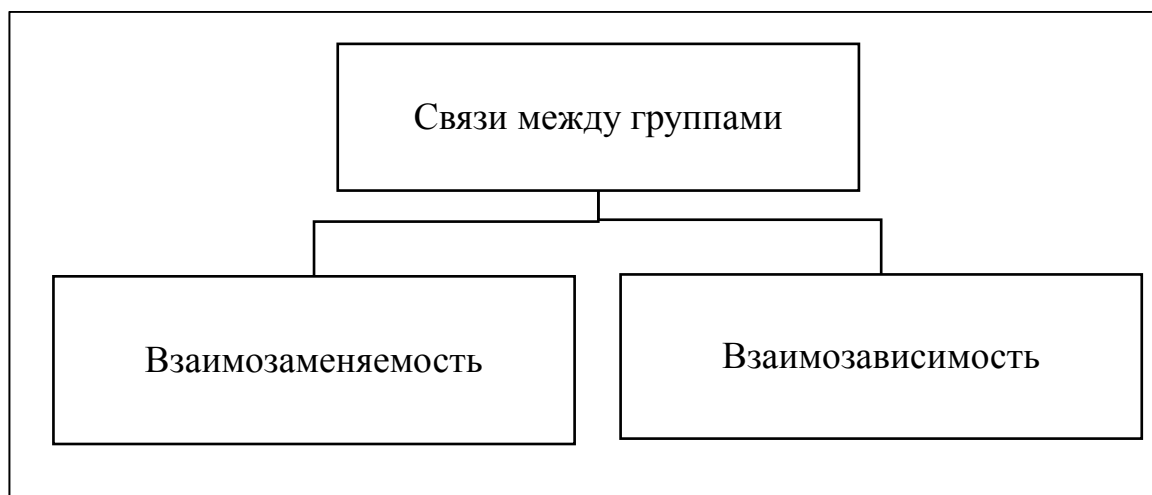 Связи между группами
Взаимозаменяемость
Взаимозависимость